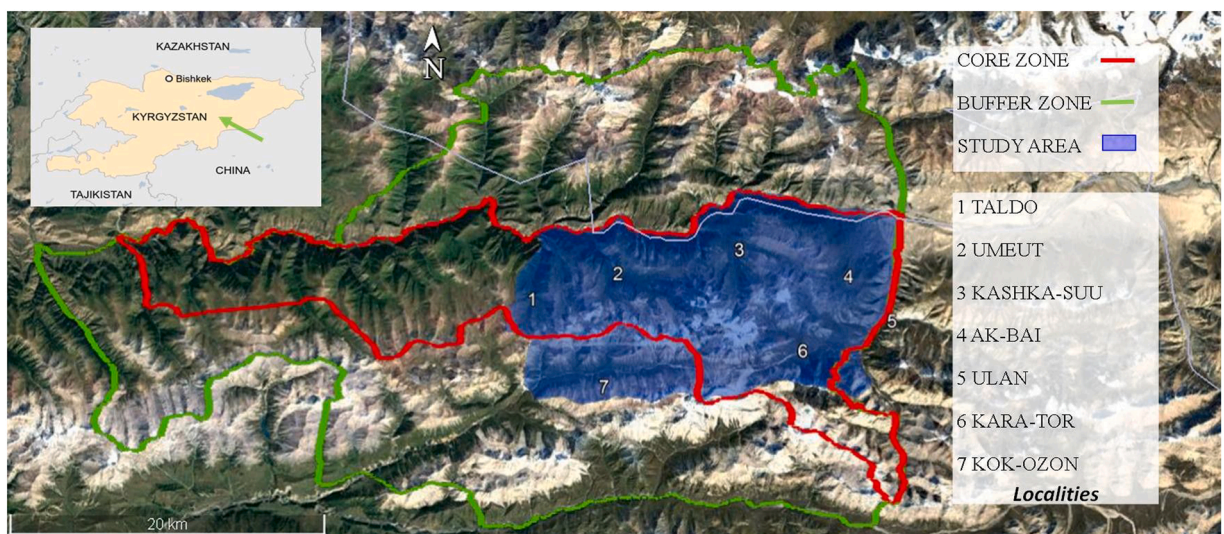 KAZAKHSTAN
Bishkek
KYRGYZSTAN
CHINA
TAJIKISTAN
N
CORE ZONE
BUFFER ZONE
STUDY AREA
1 TALDO
2 UMEUT
3 KASHKA-SUU
4 AK-BAI
5 ULAN
6 KARA-TOR
7 KOK-OZON
Localities
1
2
3
4
5
6
7
20 km